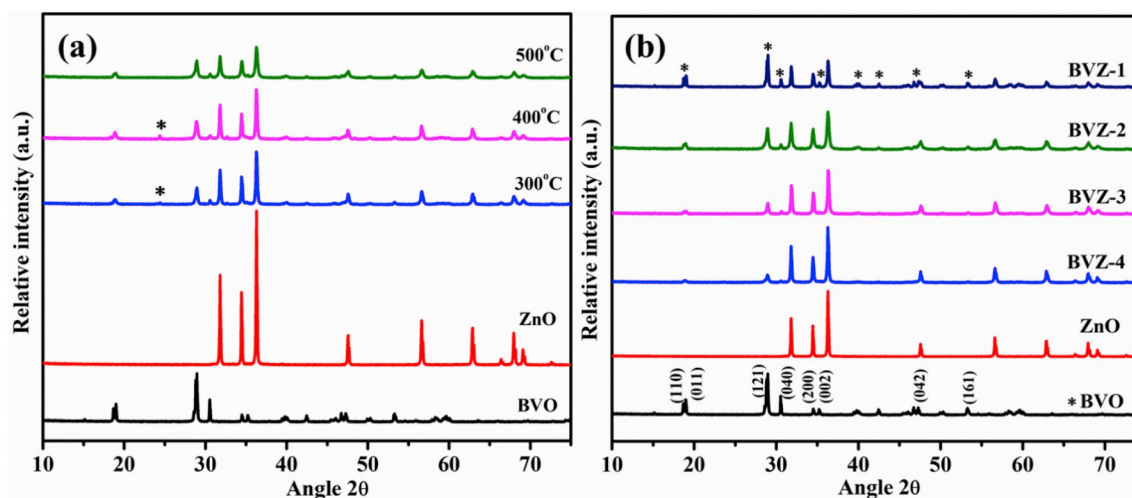 (a)
500°C
*
400°C
*
300°C
ZnO
BVO
10 20 30 40 50 60 70
Angle 2θ
Relative intensity (a.u.)
(b)
* * * * * * * *
BVZ-1
BVZ-2
BVZ-3
BVZ-4
ZnO
(110) (011) (121) (040) (200) (002) (042) (161)
*BVO
10 20 30 40 50 60 70
Angle 2θ
Relative intensity (a.u.)